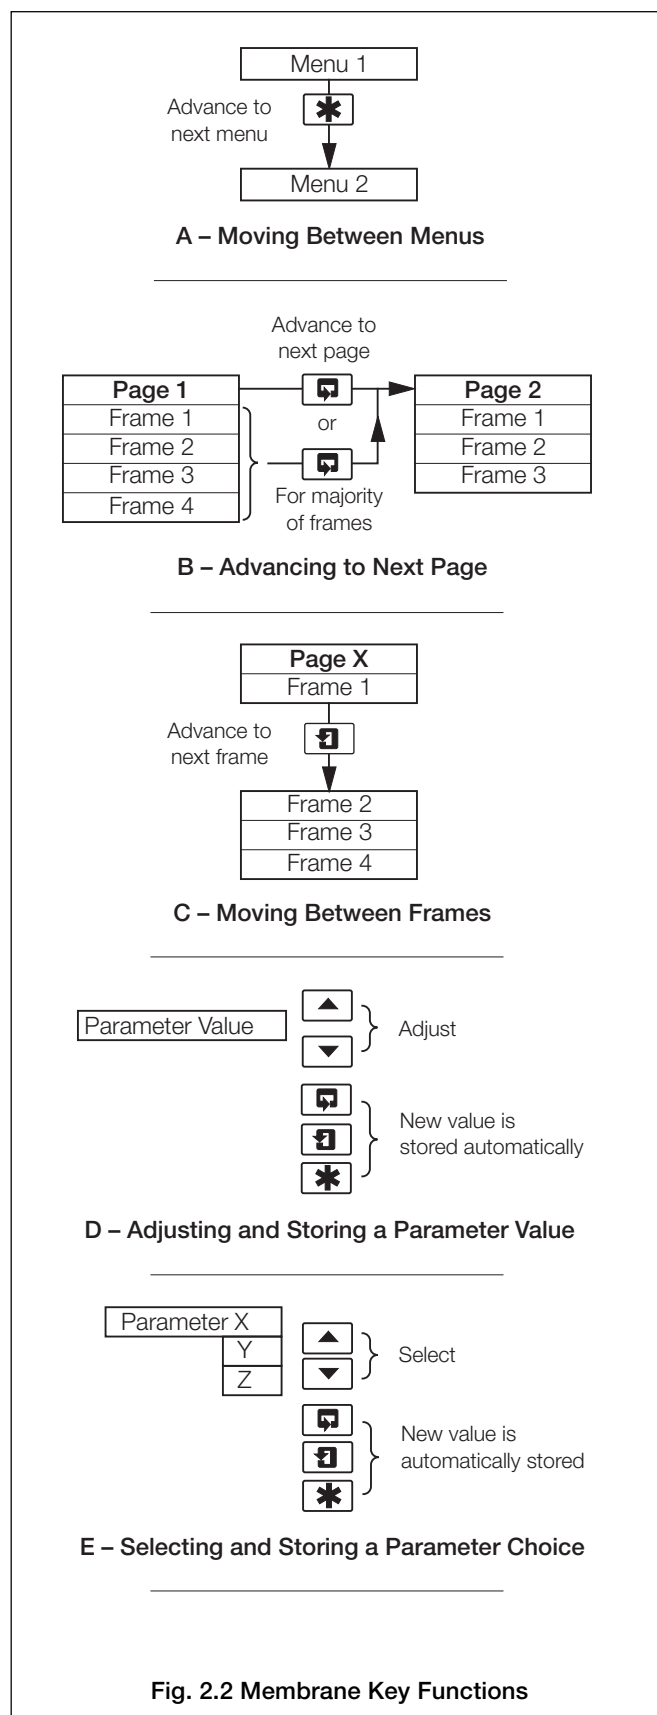 Menu 1
Advance to
next menu
Menu 2
A – Moving Between Menus
Advance to
next page
Page 1
Frame 1
Frame 2
Frame 3
Frame 4
or
For majority
of frames
Page 2
Frame 1
Frame 2
Frame 3
B – Advancing to Next Page
Page X
Frame 1
Advance to
next frame
Frame 2
Frame 3
Frame 4
C – Moving Between Frames
Parameter Value
Adjust
New value is
stored automatically
D – Adjusting and Storing a Parameter Value
Parameter X
Y
Z
Select
New value is
automatically stored
E – Selecting and Storing a Parameter Choice
Fig. 2.2 Membrane Key Functions